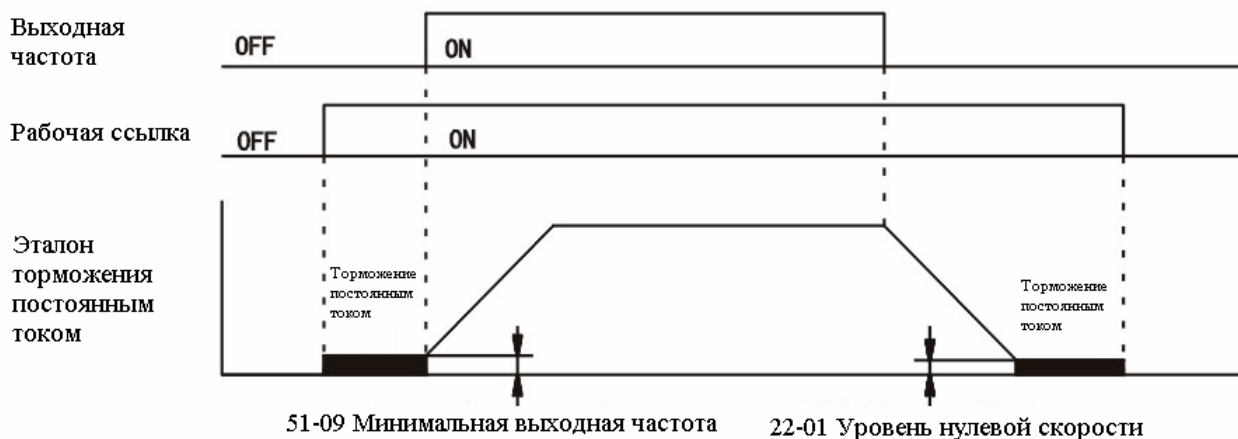 Выходная
частота
OFF
ON
Рабочая ссылка
OFF
ON
Эталон
торможения
постоянным
током
Торможение
постоянным
током
Торможение
постоянным
током
51-09 Минимальная выходная частота
22-01 Уровень нулевой скорости